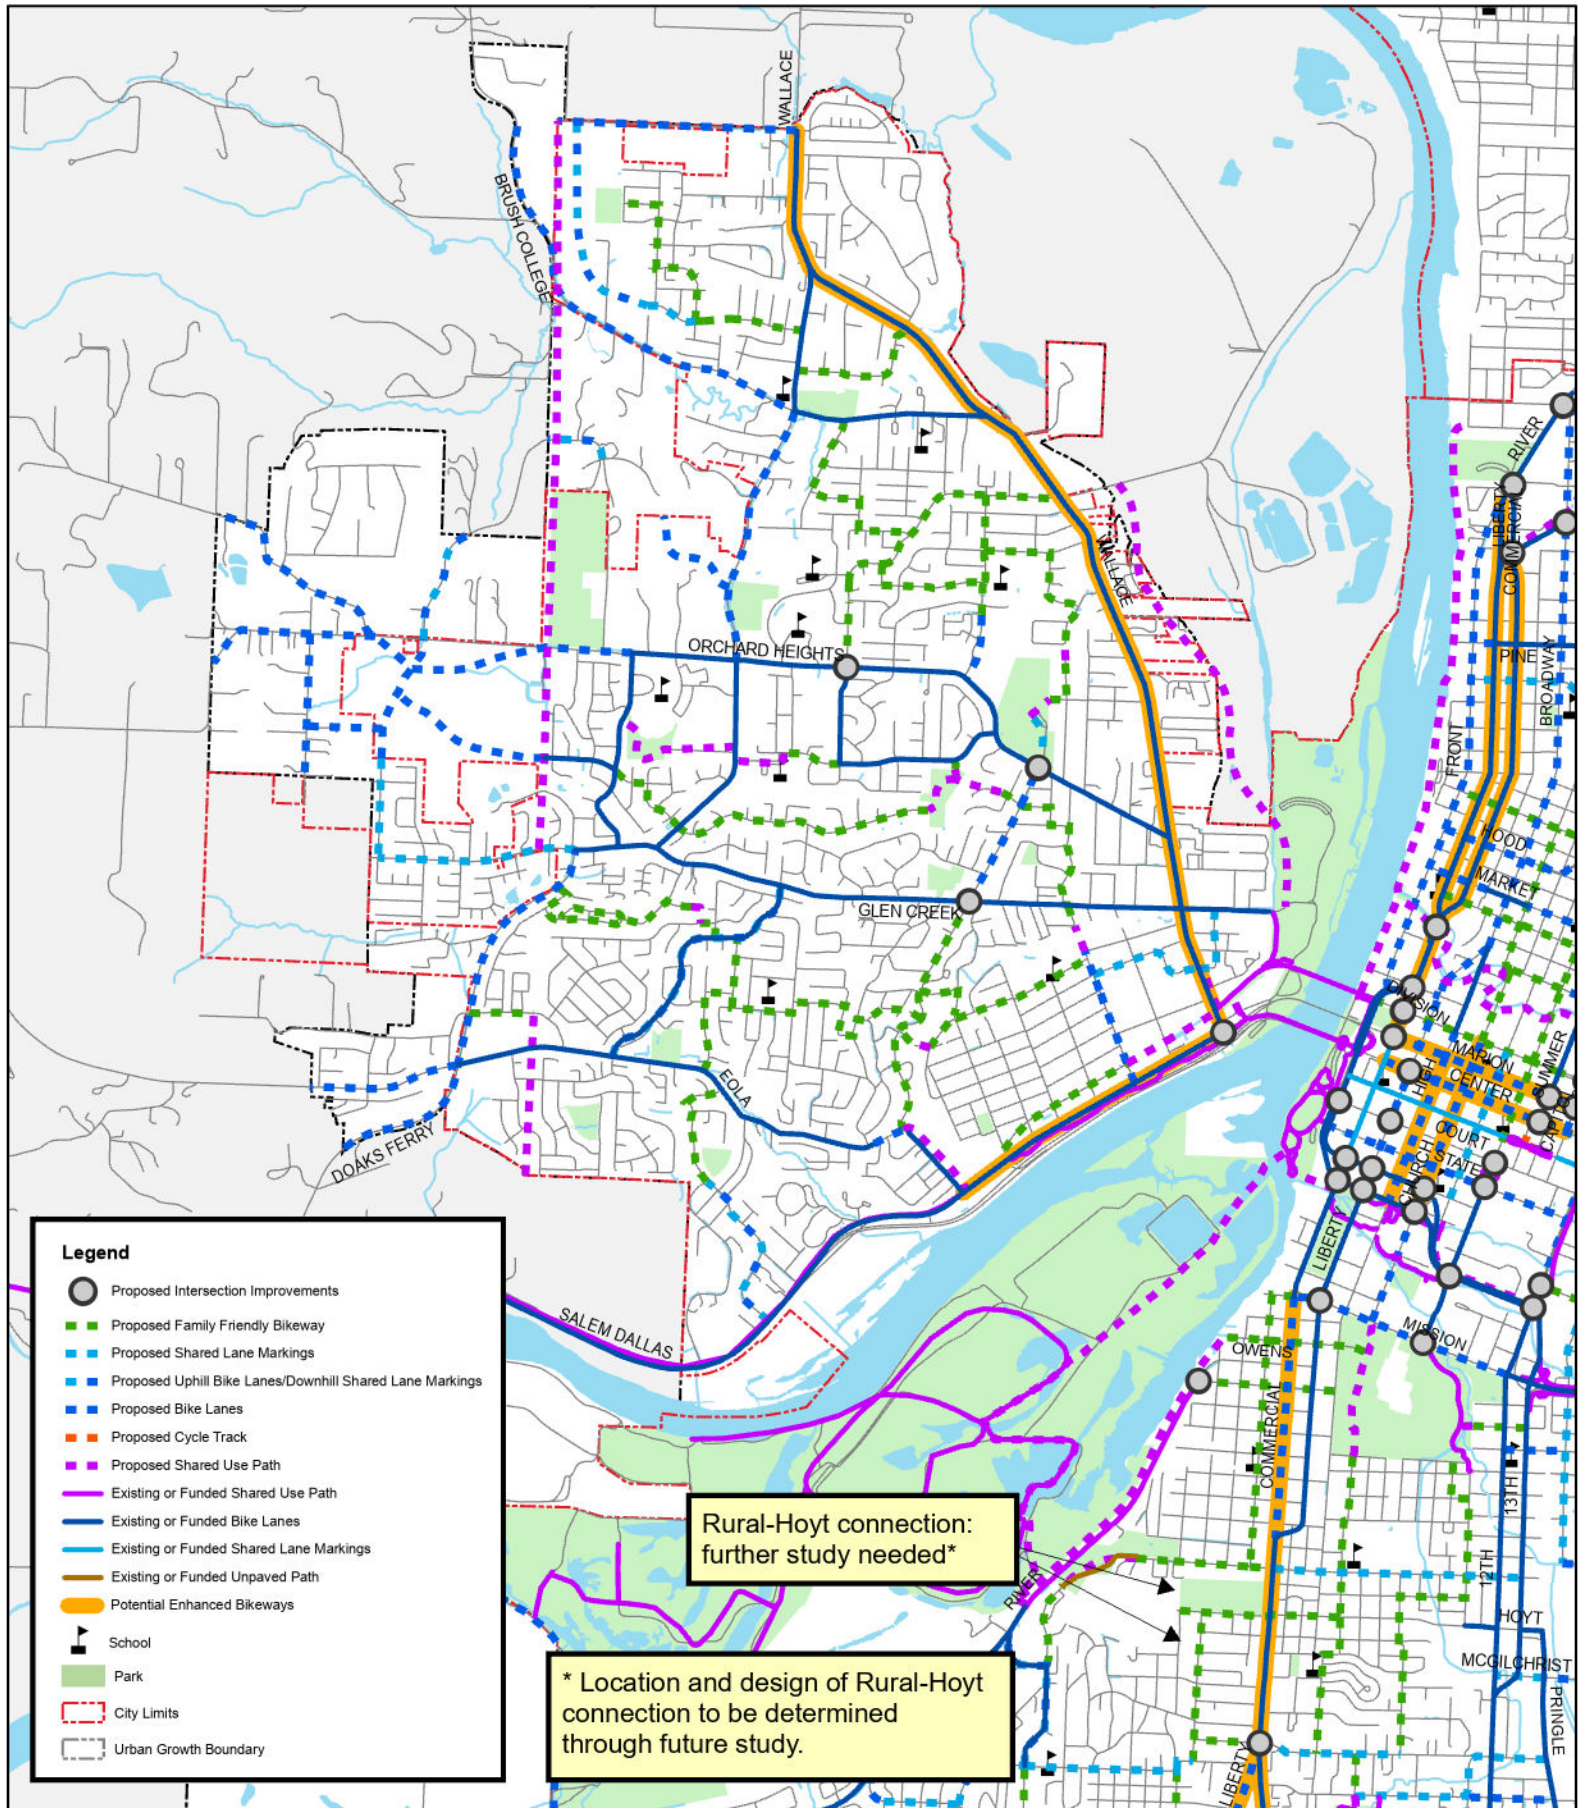 WALLACE
BRUSH COLLEGE
RIVER
LIBERTY
COMMERCIAL
WALLACE
ORCHARD HEIGHTS
PINE
BROADWAY
FRONT
HOOD
MARKET
GLEN CREEK
DIVISION
MARION
CENTER
SUMMER
HIGH
CAPITOL
COURT
STATE
CHURCH
EOLA
DOAKS FERRY
LIBERTY
SALEM DALLAS
MISSION
OWENS
COMMERCIAL
13TH
12TH
RIVER
HOYT
MCGILCHRIST
PRINGLE
LIBERTY
Rural-Hoyt connection:
further study needed*
* Location and design of Rural-Hoyt
connection to be determined
through future study.
Legend
Proposed Intersection Improvements
Proposed Family Friendly Bikeway
Proposed Shared Lane Markings
Proposed Uphill Bike Lanes/Downhill Shared Lane Markings
Proposed Bike Lanes
Proposed Cycle Track
Proposed Shared Use Path
Existing or Funded Shared Use Path
Existing or Funded Bike Lanes
Existing or Funded Shared Lane Markings
Existing or Funded Unpaved Path
Potential Enhanced Bikeways
School
Park
City Limits
Urban Growth Boundary